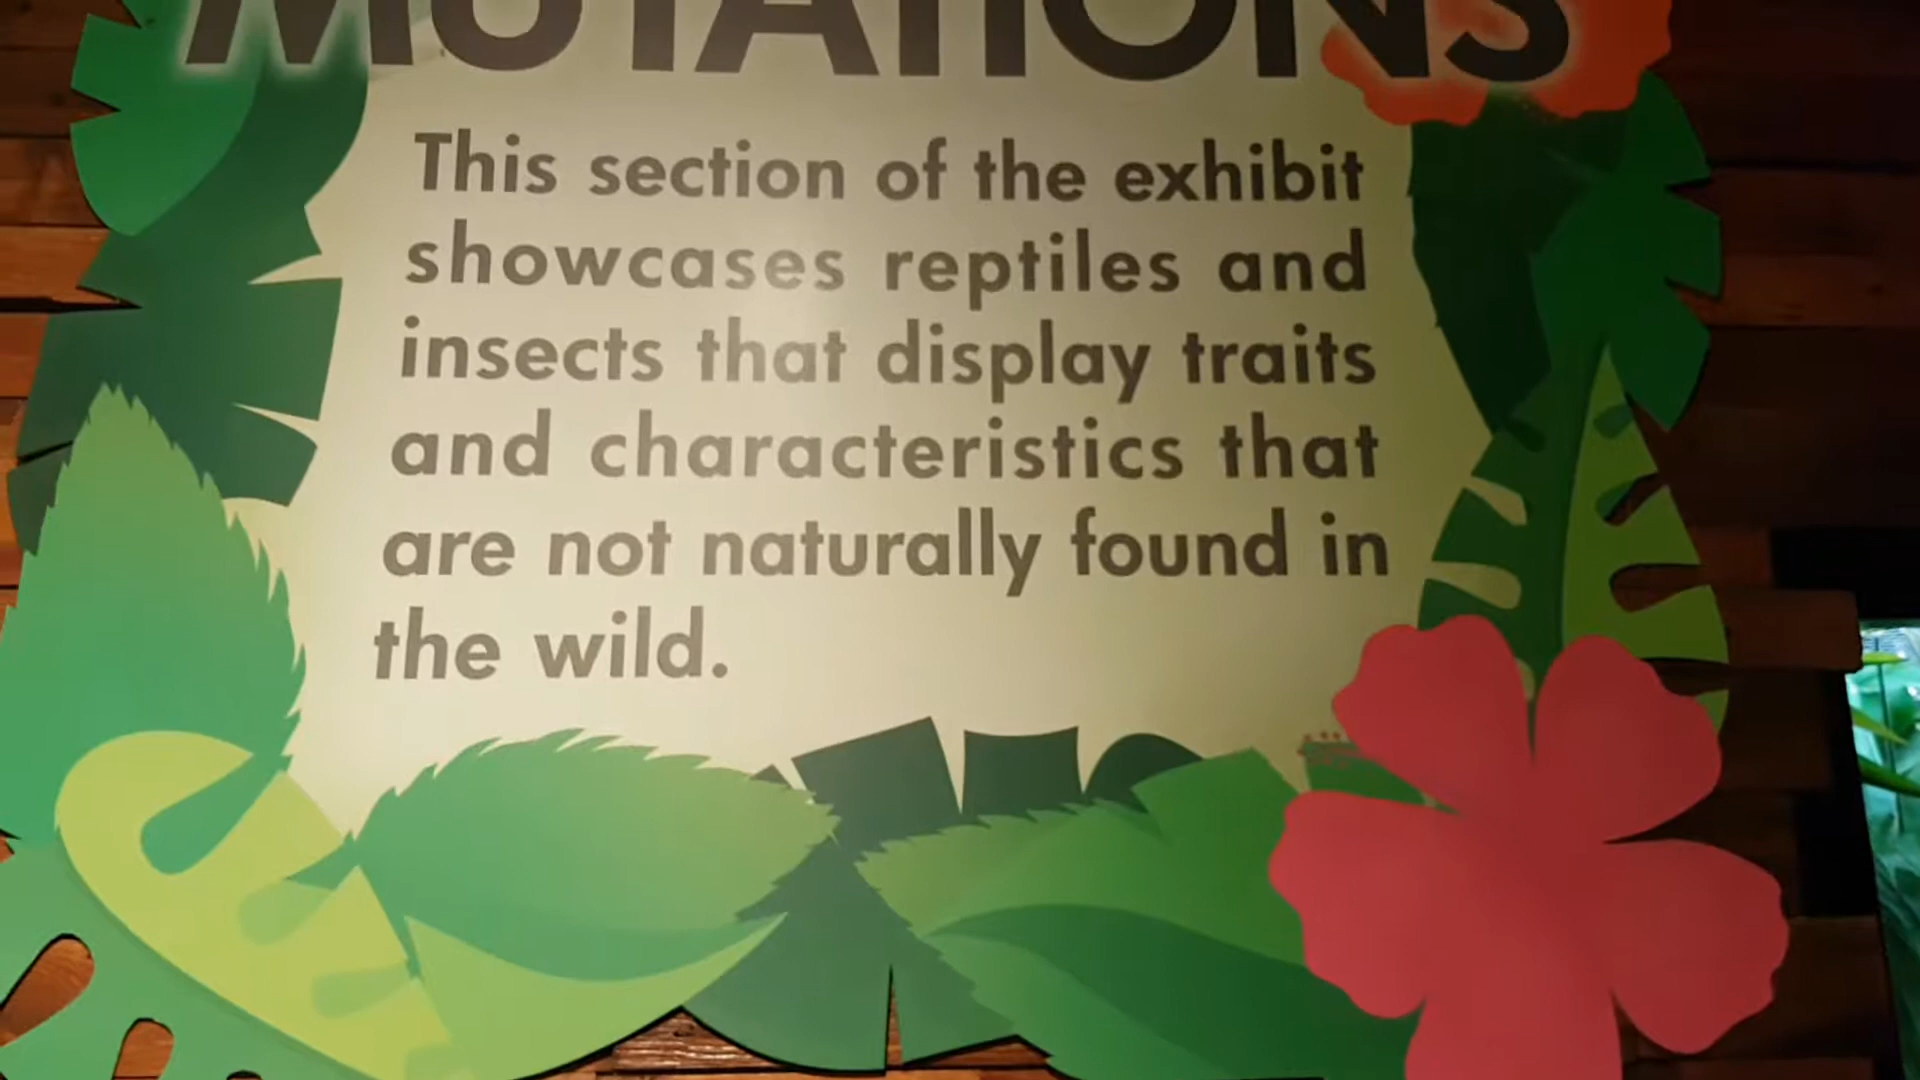 MUTATIONS
This section of the exhibit
showcases reptiles and
insects that display traits
and characteristics that
are not naturally found in
the wild.